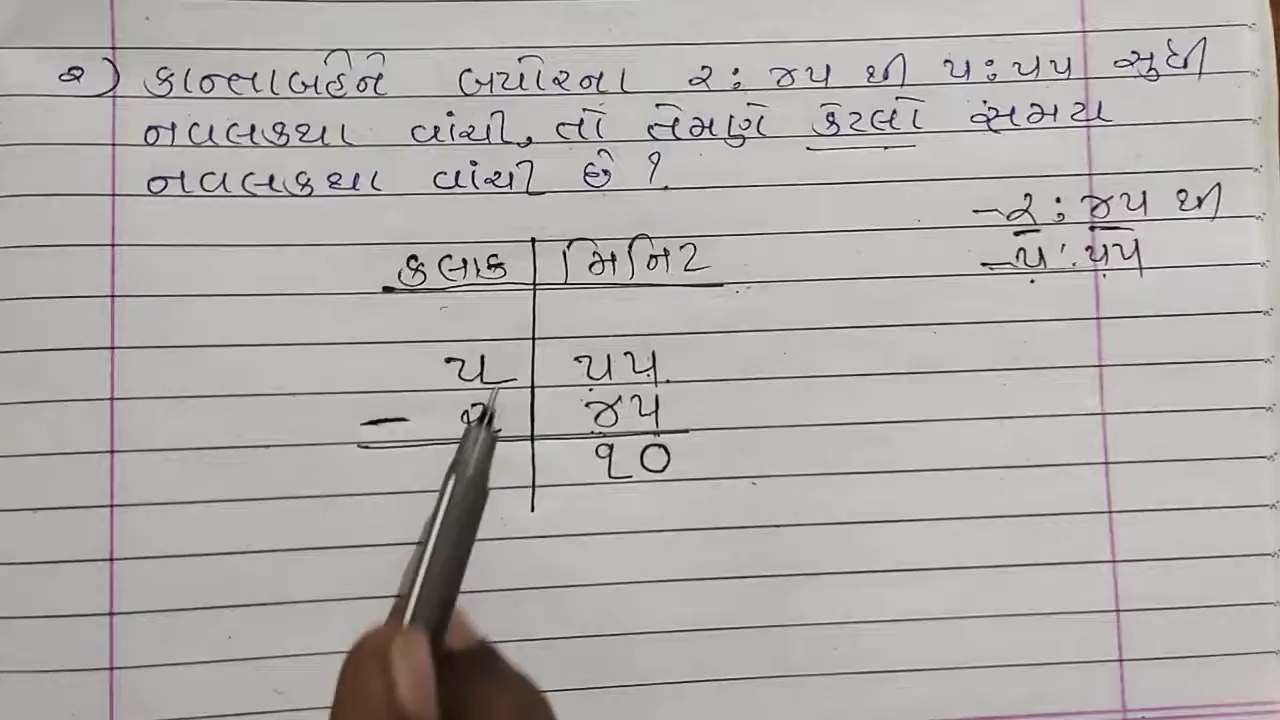 ૨) કાન્તાબહેને બપોરના ૨:૪૫ થી ૫:૫૫ સુધી
નવલકથા વાંચી, તો તેમણે કેટલો સમય
નવલકથા વાંચી છે ?
- ૨:૪૫ થી
- ૫:૫૫
કલાક મિનિટ
૫ ૫૫
- ૨ ૪૫
૧૦